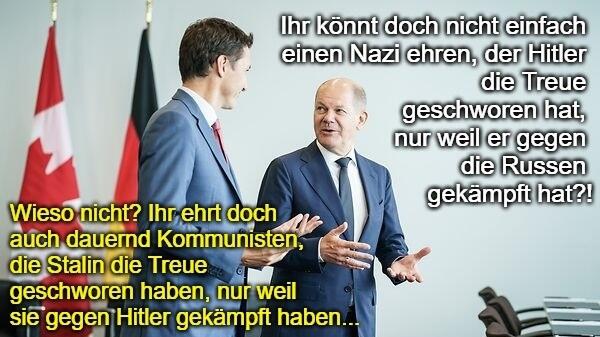 Ihr könnt doch nicht einfach
einen Nazi ehren, der Hitler
die Treue
geschworen hat,
nur weil er gegen
die Russen
gekämpft hat?!
Wieso nicht? Ihr ehrt doch
auch dauernd Kommunisten,
die Stalin die Treue
geschworen haben, nur weil
sie gegen Hitler gekämpft haben...